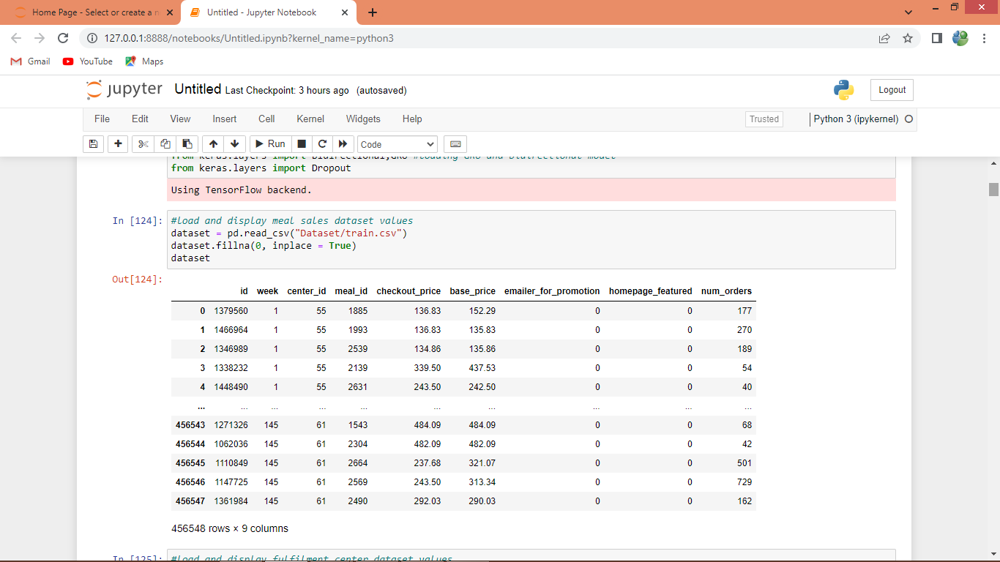 Home Page - Select or create a n
Untitled - Jupyter Notebook
127.0.0.1:8888/notebooks/Untitled.ipynb?kernel_name=python3
Gmail YouTube Maps
jupyter Untitled Last Checkpoint: 3 hours ago (autosaved) Logout
File Edit View Insert Cell Kernel Widgets Help Trusted Python 3 (ipykernel)
Run Code
from keras.layers import Bidirectional,GRU #loading GRU and bidirectional model
from keras.layers import Dropout
Using TensorFlow backend.
In [124]: #load and display meal sales dataset values
dataset = pd.read_csv("Dataset/train.csv")
dataset.fillna(0, inplace = True)
dataset
Out[124]:
id week center_id meal_id checkout_price base_price emailer_for_promotion homepage_featured num_orders
0 1379560 1 55 1885 136.83 152.29 0 0 177
1 1466964 1 55 1993 136.83 135.83 0 0 270
2 1346989 1 55 2539 134.86 135.86 0 0 189
3 1338232 1 55 2139 339.50 437.53 0 0 54
4 1448490 1 55 2631 243.50 242.50 0 0 40
... ... ... ... ... ... ... ... ... ...
456543 1271326 145 61 1543 484.09 484.09 0 0 68
456544 1062036 145 61 2304 482.09 482.09 0 0 42
456545 1110849 145 61 2664 237.68 321.07 0 0 501
456546 1147725 145 61 2569 243.50 313.34 0 0 729
456547 1361984 145 61 2490 292.03 290.03 0 0 162
456548 rows × 9 columns
In [125]: #load and display fulfilment center dataset values